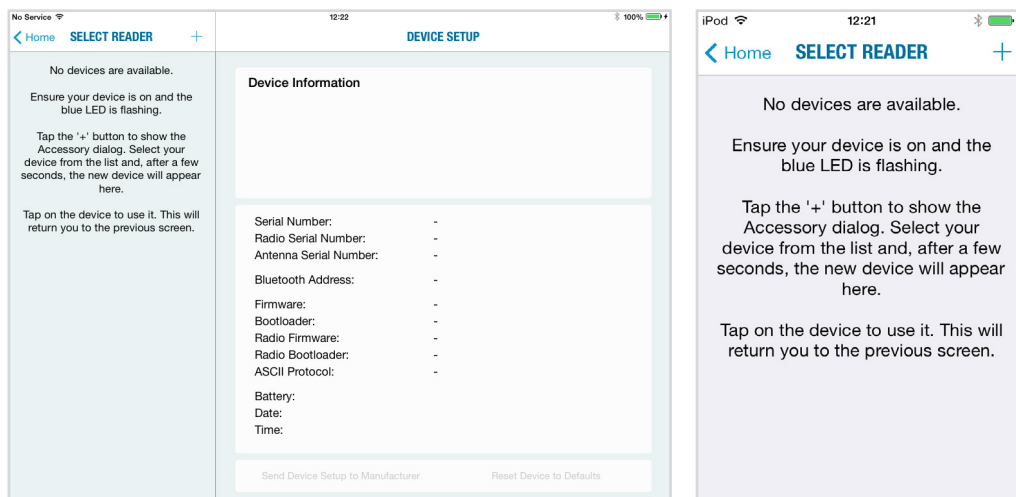 No Service 12:22 100%
Home SELECT READER + DEVICE SETUP
No devices are available.
Ensure your device is on and the
blue LED is flashing.
Tap the '+' button to show the
Accessory dialog. Select your
device from the list and, after a few
seconds, the new device will appear
here.
Tap on the device to use it. This will
return you to the previous screen.
Device Information
Serial Number: -
Radio Serial Number: -
Antenna Serial Number: -
Bluetooth Address: -
Firmware: -
Bootloader: -
Radio Firmware: -
Radio Bootloader: -
ASCII Protocol: -
Battery:
Date:
Time:
Send Device Setup to Manufacturer Reset Device to Defaults
iPod 12:21
Home SELECT READER +
No devices are available.
Ensure your device is on and the
blue LED is flashing.
Tap the '+' button to show the
Accessory dialog. Select your
device from the list and, after a few
seconds, the new device will appear
here.
Tap on the device to use it. This will
return you to the previous screen.